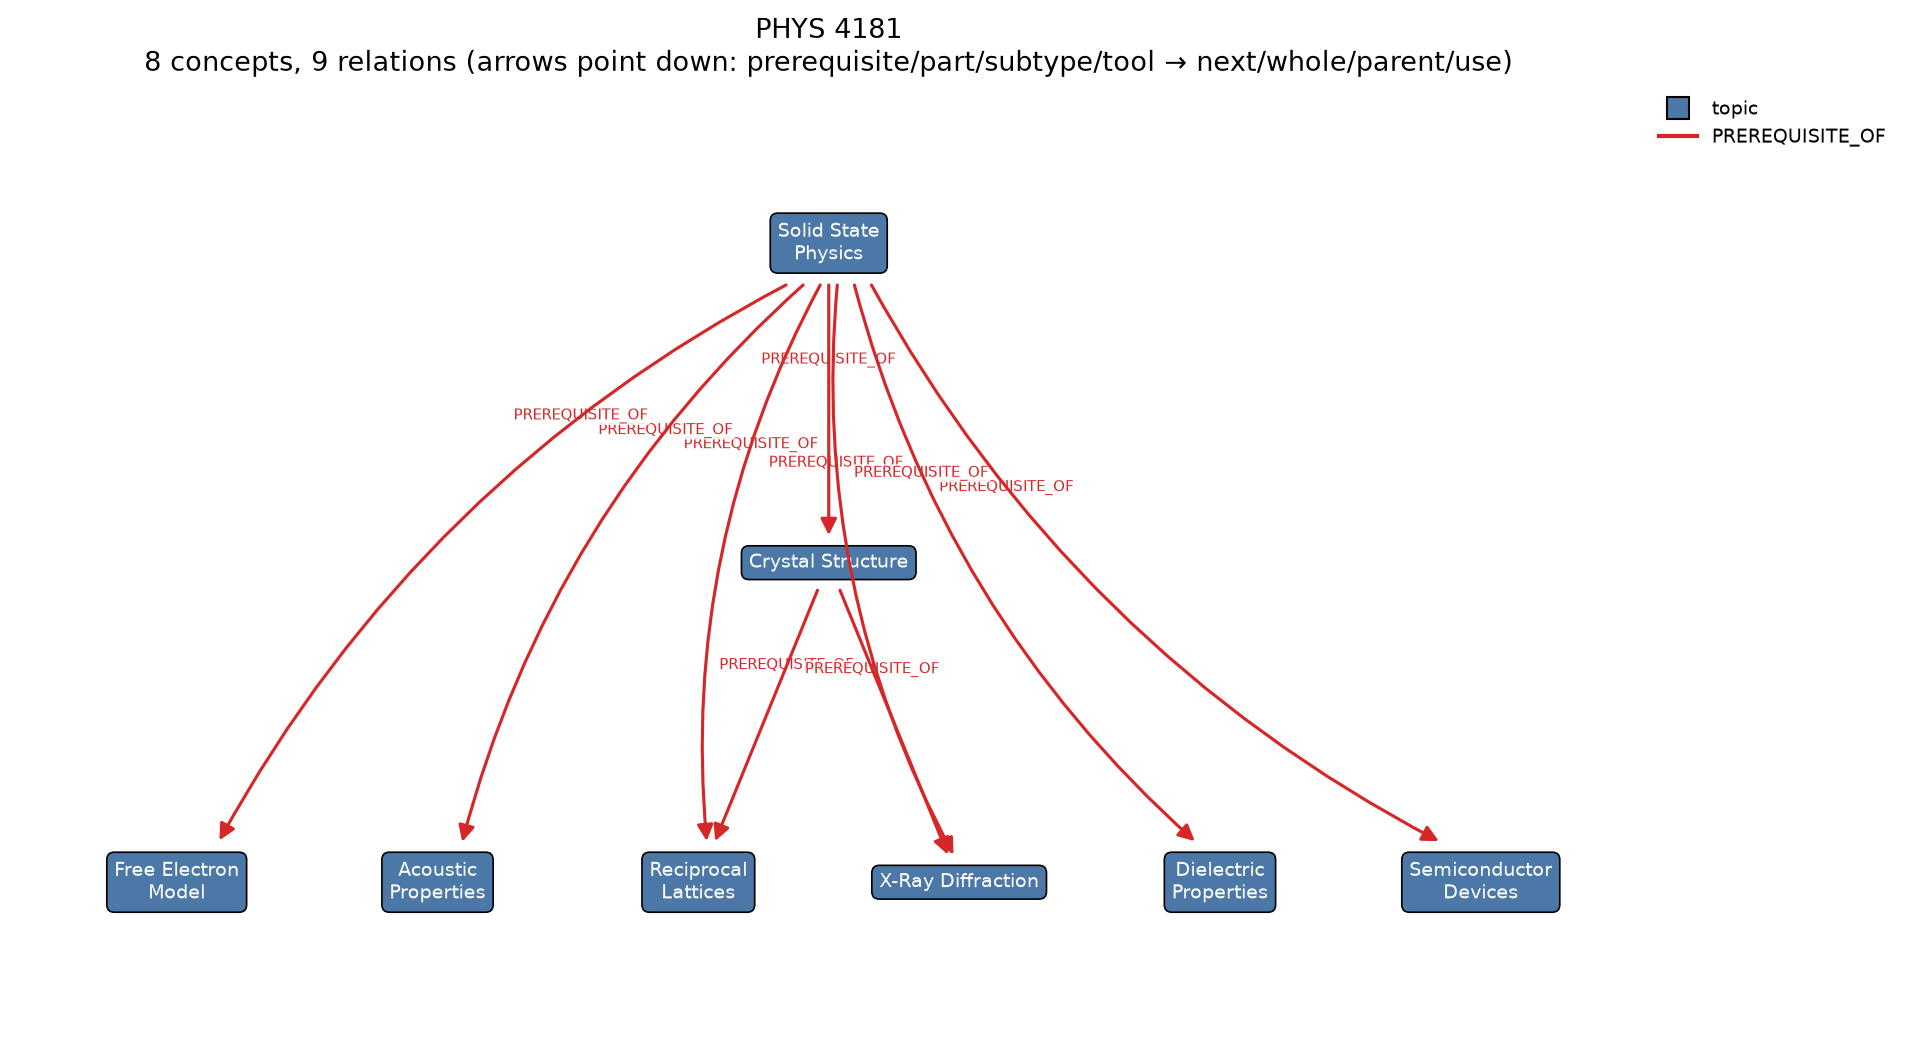 PHYS 4181
8 concepts, 9 relations (arrows point down: prerequisite/part/subtype/tool → next/whole/parent/use)
topic
PREREQUISITE_OF
Solid State
Physics
PREREQUISITE_OF
PREREQUISITE_OF
PREREQUISITE_OF
PREREQUISITE_OF
PREREQUISITE_OF
PREREQUISITE_OF
PREREQUISITE_OF
Crystal Structure
PREREQUISITE_OF
PREREQUISITE_OF
Free Electron
Model
Acoustic
Properties
Reciprocal
Lattices
X-Ray Diffraction
Dielectric
Properties
Semiconductor
Devices